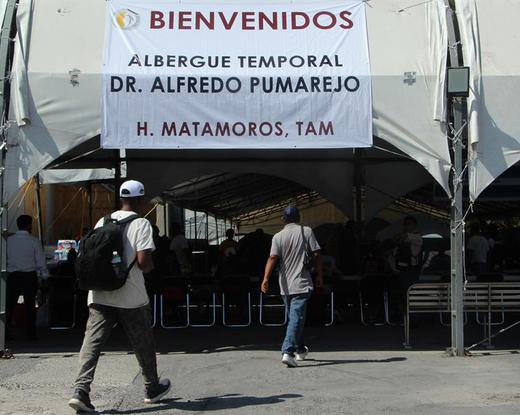 BIENVENIDOS
ALBERGUE TEMPORAL
DR. ALFREDO PUMAREJO
H. MATAMOROS, TAM